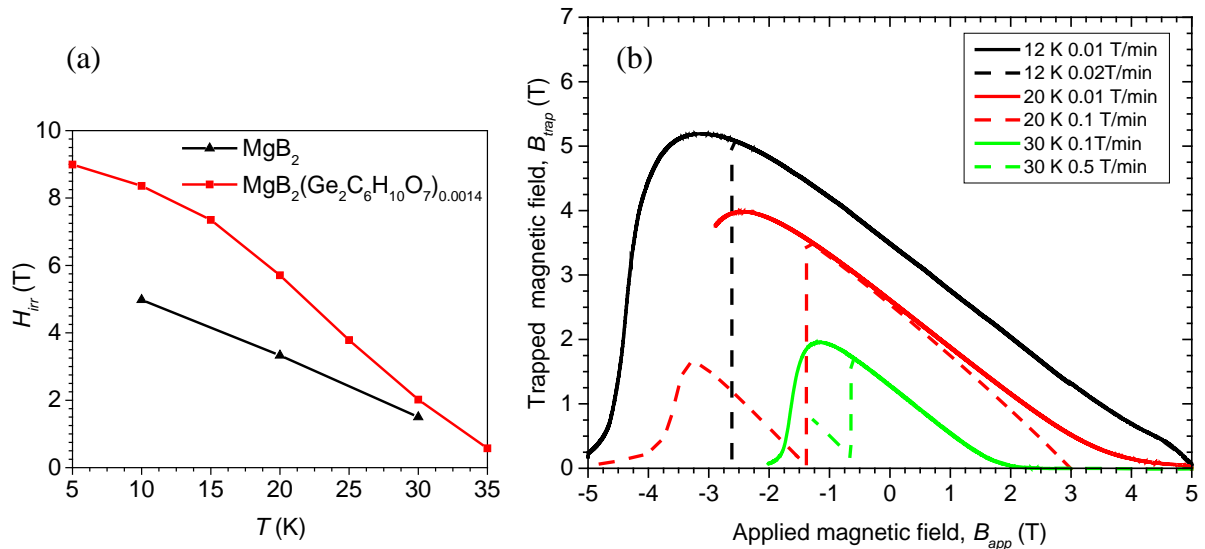 (a)
MgB₂
MgB₂(Ge₂C₆H₁₀O₇)₀.₀₀₁₄
10
8
6
4
2
0
H_irr (T)
5 10 15 20 25 30 35
T (K)
(b)
12 K 0.01 T/min
12 K 0.02T/min
20 K 0.01 T/min
20 K 0.1 T/min
30 K 0.1T/min
30 K 0.5 T/min
7
6
5
4
3
2
1
0
Trapped magnetic field, B_trap (T)
-5 -4 -3 -2 -1 0 1 2 3 4 5
Applied magnetic field, B_app (T)